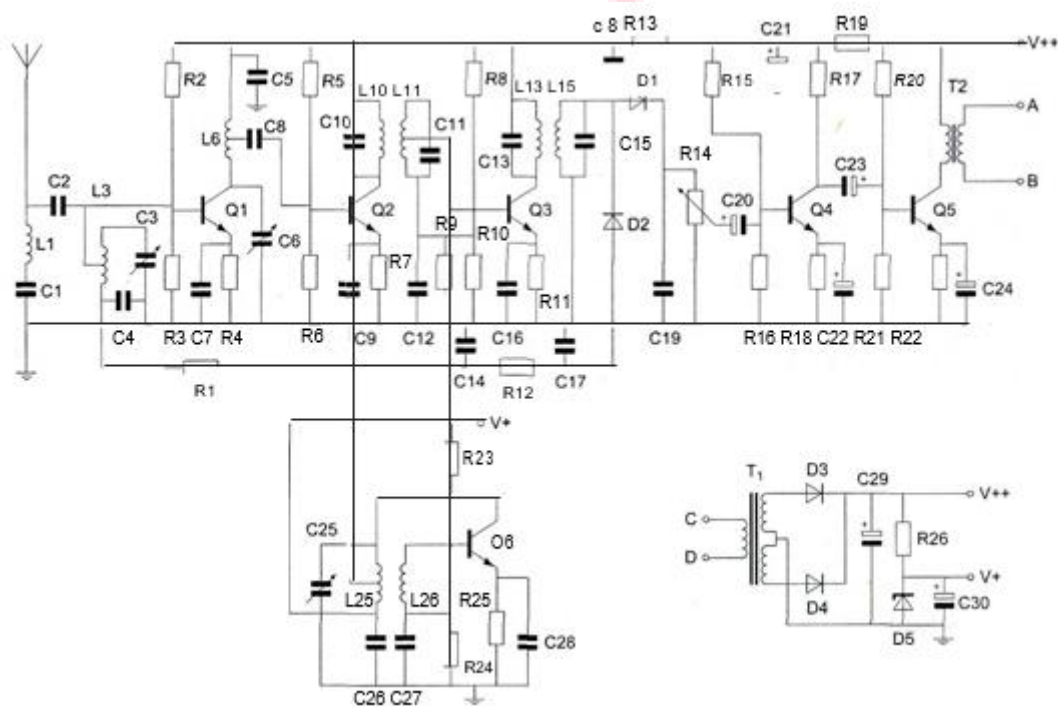 c 8 R13
C21
R19
V++
R2
R4
C5
R5
L10
L11
R8
L13
L15
D1
R15
R17
R20
T2
A
L6
C8
C10
C11
C13
C15
R14
C23
B
C2
L3
C3
Q1
C6
Q2
R9
R10
Q3
D2
C20
Q4
Q5
L1
C1
R7
R11
C24
C4
R3
C7
R4
R6
C9
C12
C14
C16
C17
C19
R16
R18
C22
R21
R22
R1
R12
V+
R23
C25
O6
L25
L26
R25
R24
C28
C26
C27
T1
D3
C29
V++
C
D
R26
V+
D4
D5
C30